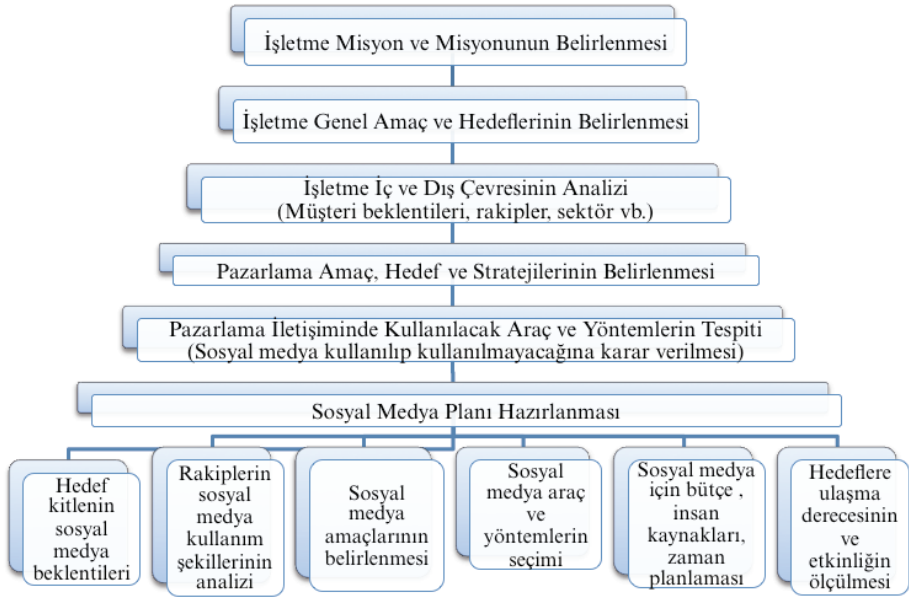 İşletme Misyon ve Misyonunun Belirlenmesi
İşletme Genel Amaç ve Hedeflerinin Belirlenmesi
İşletme İç ve Dış Çevresinin Analizi
(Müşteri beklentileri, rakipler, sektör vb.)
Pazarlama Amaç, Hedef ve Stratejilerinin Belirlenmesi
Pazarlama İletişiminde Kullanılacak Araç ve Yöntemlerin Tespiti
(Sosyal medya kullanılıp kullanılmayacağına karar verilmesi)
Sosyal Medya Planı Hazırlanması
Hedef
kitlenin
sosyal
medya
beklentileri
Rakiplerin
sosyal
medya
kullanım
şekillerinin
analizi
Sosyal
medya
amaçlarının
belirlenmesi
Sosyal
medya araç
ve
yöntemlerin
seçimi
Sosyal medya
için bütçe ,
insan
kaynakları,
zaman
planlaması
Hedeflere
ulaşma
derecesinin
ve
etkinliğin
ölçülmesi